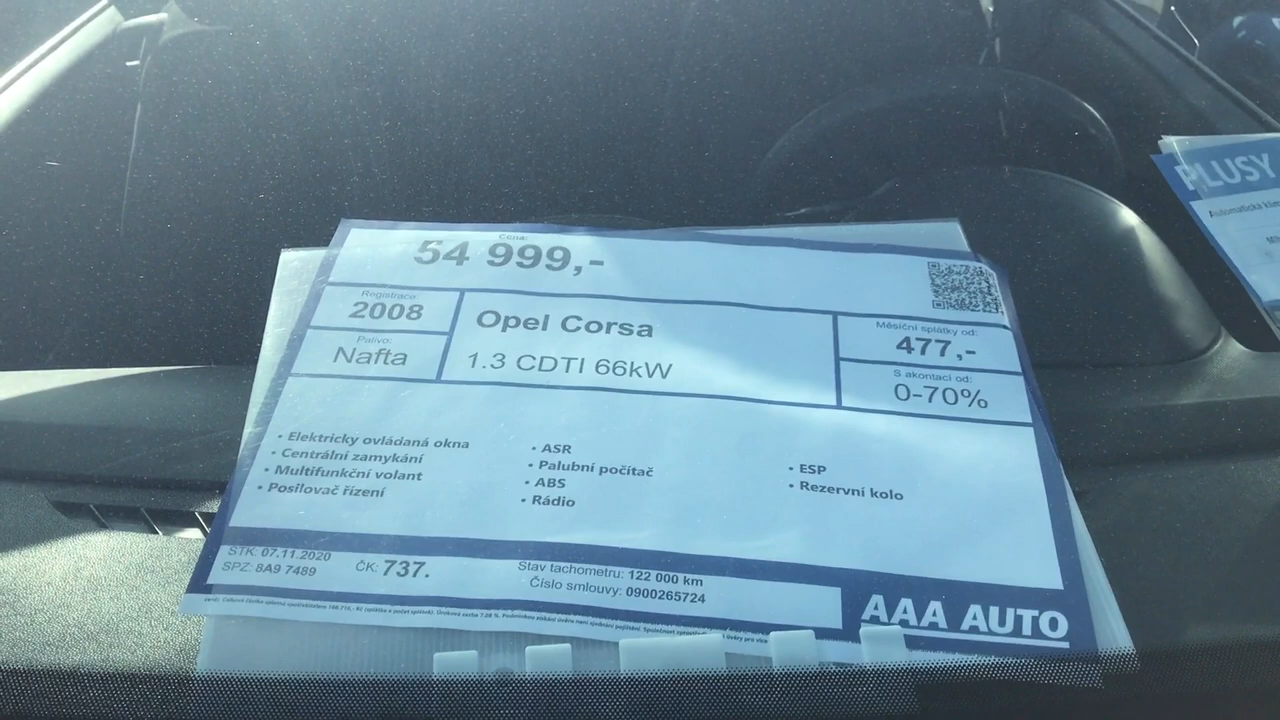 Cena:
54 999,-
Registrace
2008
Palivo:
Nafta
Opel Corsa
1.3 CDTI 66kW
Měsíční splátky od:
477,-
S akontací od:
0-70%
• Elektricky ovládaná okna
• Centrální zamykání
• Multifunkční volant
• Posilovač řízení
• ASR
• Palubní počítač
• ABS
• Rádio
• ESP
• Rezervní kolo
STK: 07.11.2020
SPZ: 8A9 7489
ČK: 737.
Stav tachometru: 122 000 km
Číslo smlouvy: 0900265724
AAA AUTO
PLUSY
Automatická